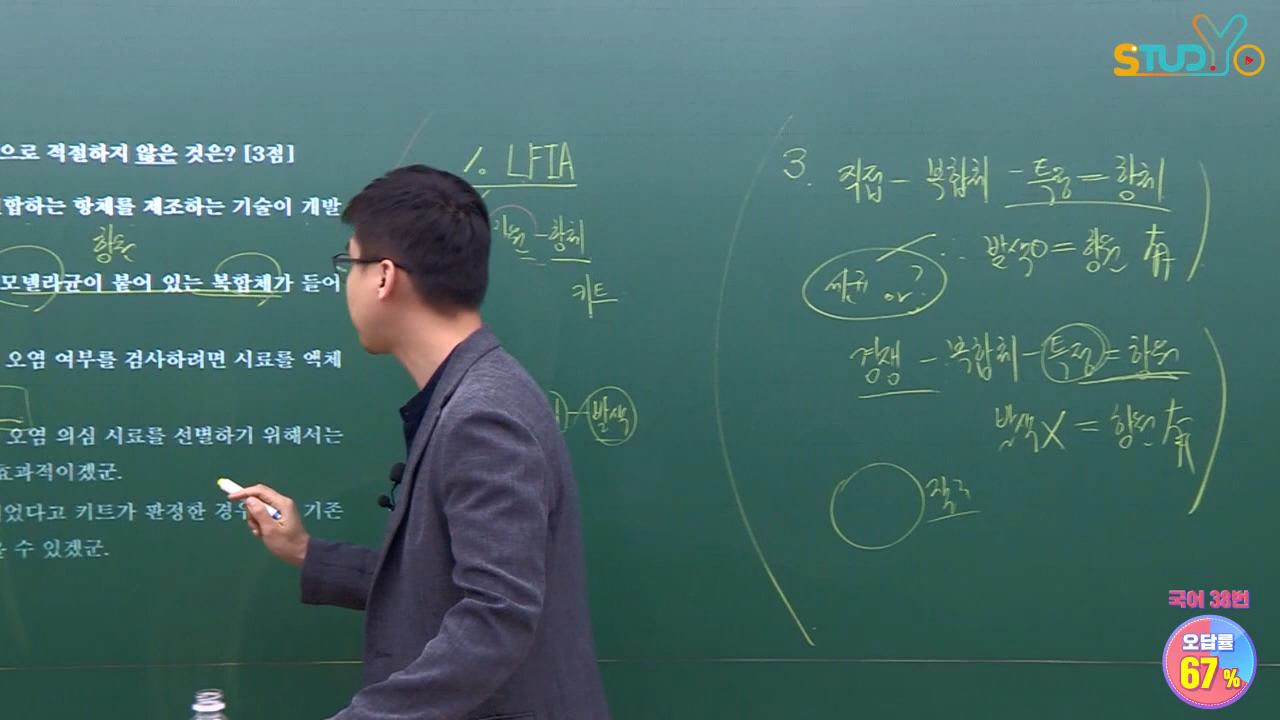 STUDYo
으로 적절하지 않은 것은? [3점]
합하는 항체를 제조하는 기술이 개발
항원
모넬라균이 붙어 있는 복합체가 들어
오염 여부를 검사하려면 시료를 액체
오염 의심 시료를 선별하기 위해서는
효과적이겠군.
었다고 키트가 판정한 경우 기존
수 있겠군.
1. LFIA
항원-항체
키트
발색
3. 직접 - 복합체 - 특정 = 항체
∴ 발색O = 항원 有
경쟁 - 복합체 - 특정 = 항원
발색X = 항원 有
국어 38번
오답률
67%